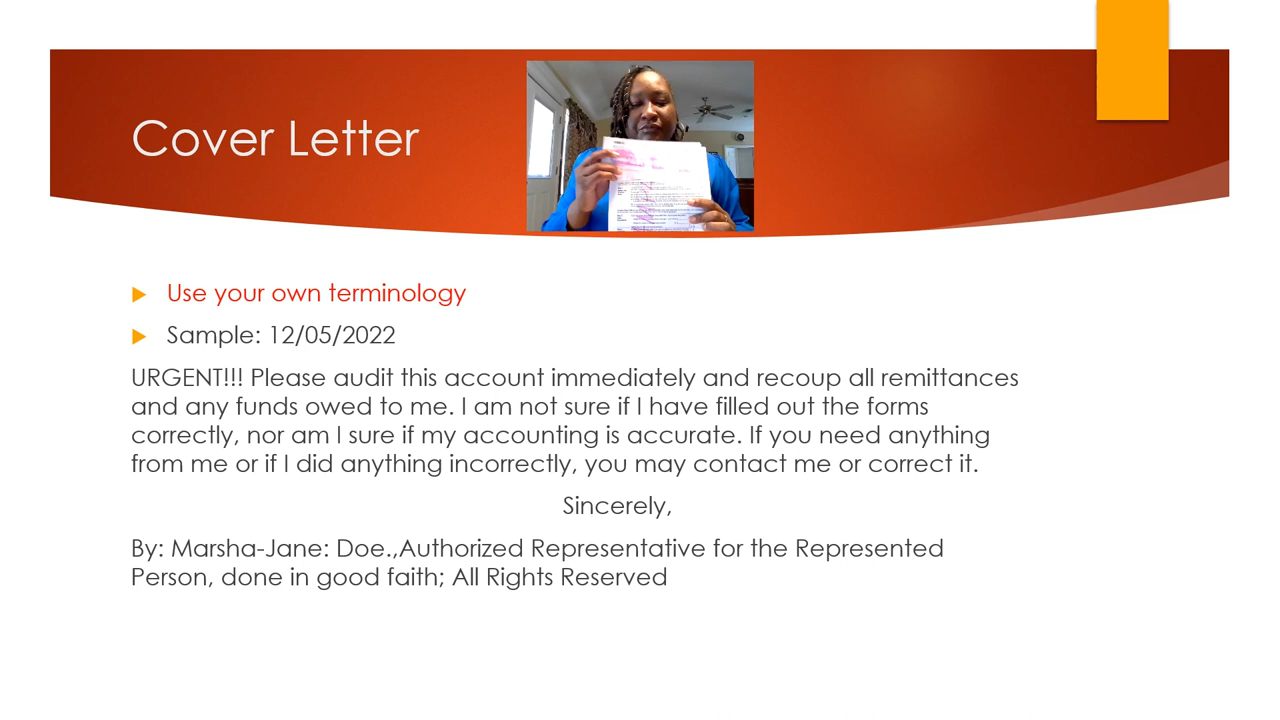 Cover Letter
Use your own terminology
Sample: 12/05/2022
URGENT!!! Please audit this account immediately and recoup all remittances
and any funds owed to me. I am not sure if I have filled out the forms
correctly, nor am I sure if my accounting is accurate. If you need anything
from me or if I did anything incorrectly, you may contact me or correct it.
Sincerely,
By: Marsha-Jane: Doe.,Authorized Representative for the Represented
Person, done in good faith; All Rights Reserved